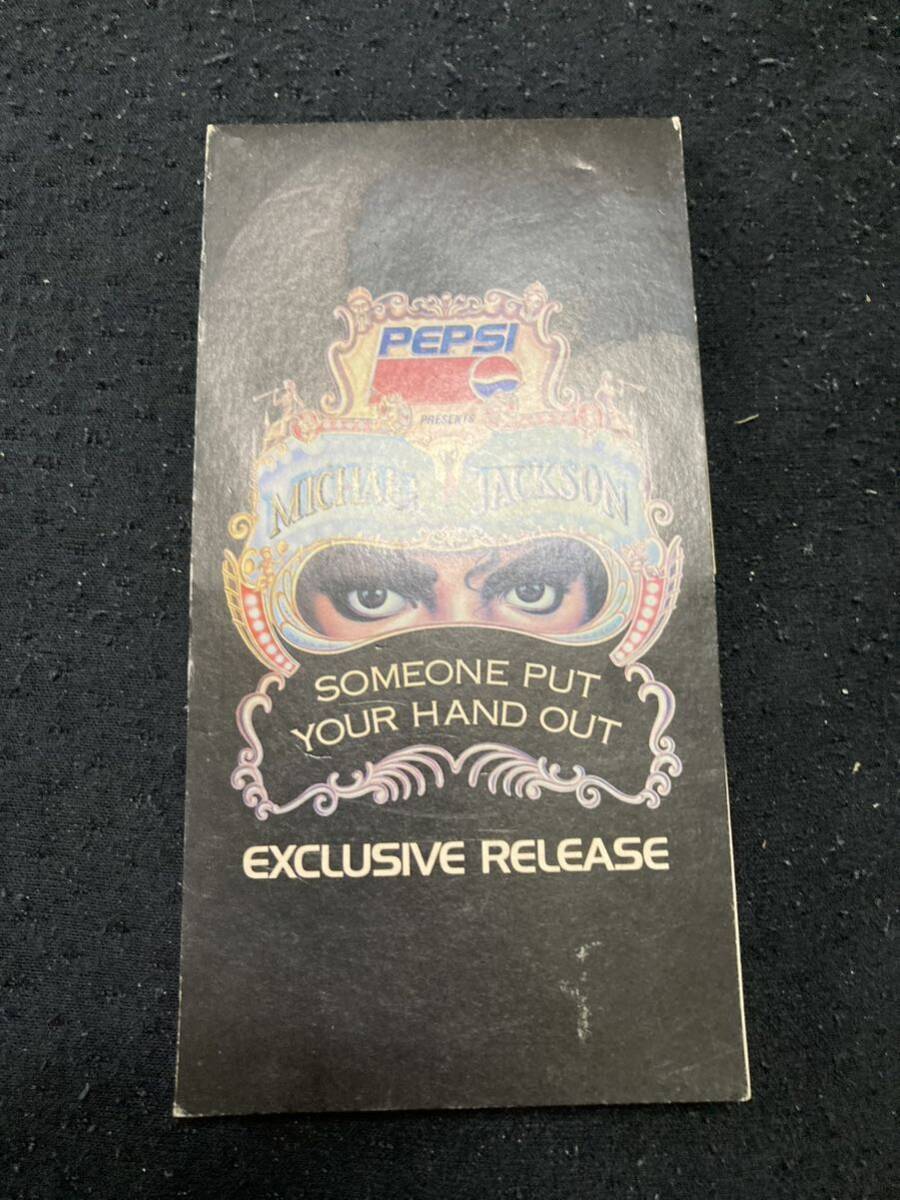 PEPSI
PRESENTS
MICHAEL JACKSON
SOMEONE PUT
YOUR HAND OUT
EXCLUSIVE RELEASE